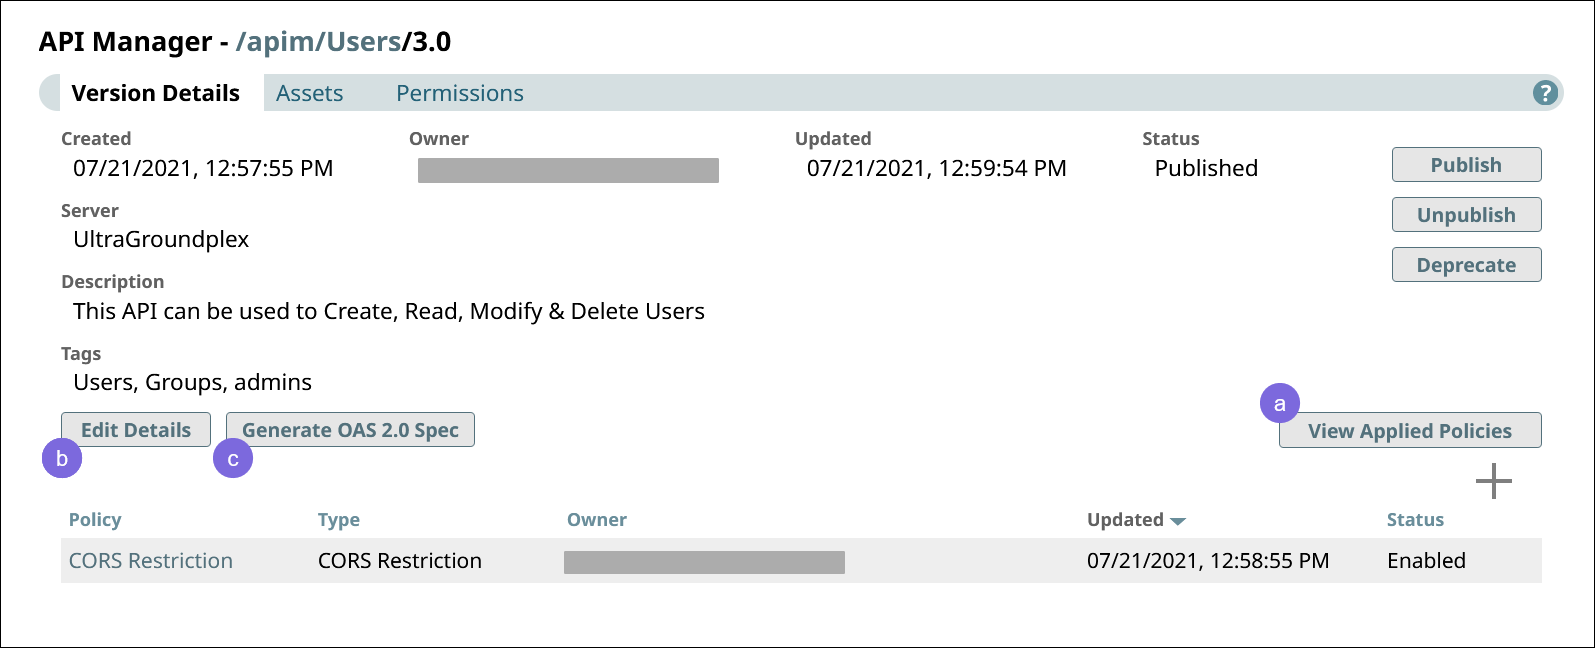 API Manager - /apim/Users/3.0
Version Details Assets Permissions ?
Created Owner Updated Status
07/21/2021, 12:57:55 PM 07/21/2021, 12:59:54 PM Published
Publish
Server
Unpublish
UltraGroundplex
Deprecate
Description
This API can be used to Create, Read, Modify & Delete Users
Tags
Users, Groups, admins
a
Edit Details Generate OAS 2.0 Spec View Applied Policies
b c
Policy Type Owner Updated Status
CORS Restriction CORS Restriction 07/21/2021, 12:58:55 PM Enabled